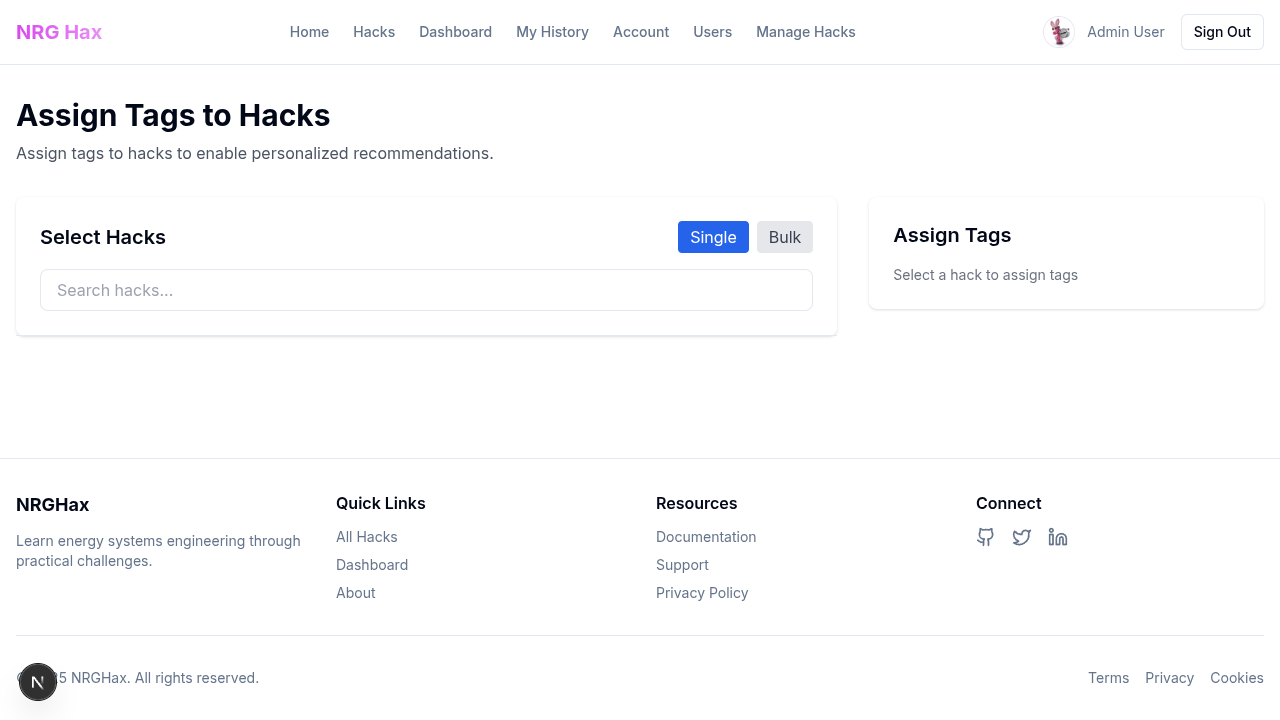 NRG Hax
Home
Hacks
Dashboard
My History
Account
Users
Manage Hacks
Admin User
Sign Out
Assign Tags to Hacks
Assign tags to hacks to enable personalized recommendations.
Select Hacks
Single
Bulk
Search hacks...
Assign Tags
Select a hack to assign tags
NRGHax
Learn energy systems engineering through
practical challenges.
Quick Links
All Hacks
Dashboard
About
Resources
Documentation
Support
Privacy Policy
Connect
5 NRGHax. All rights reserved.
N
Terms
Privacy
Cookies